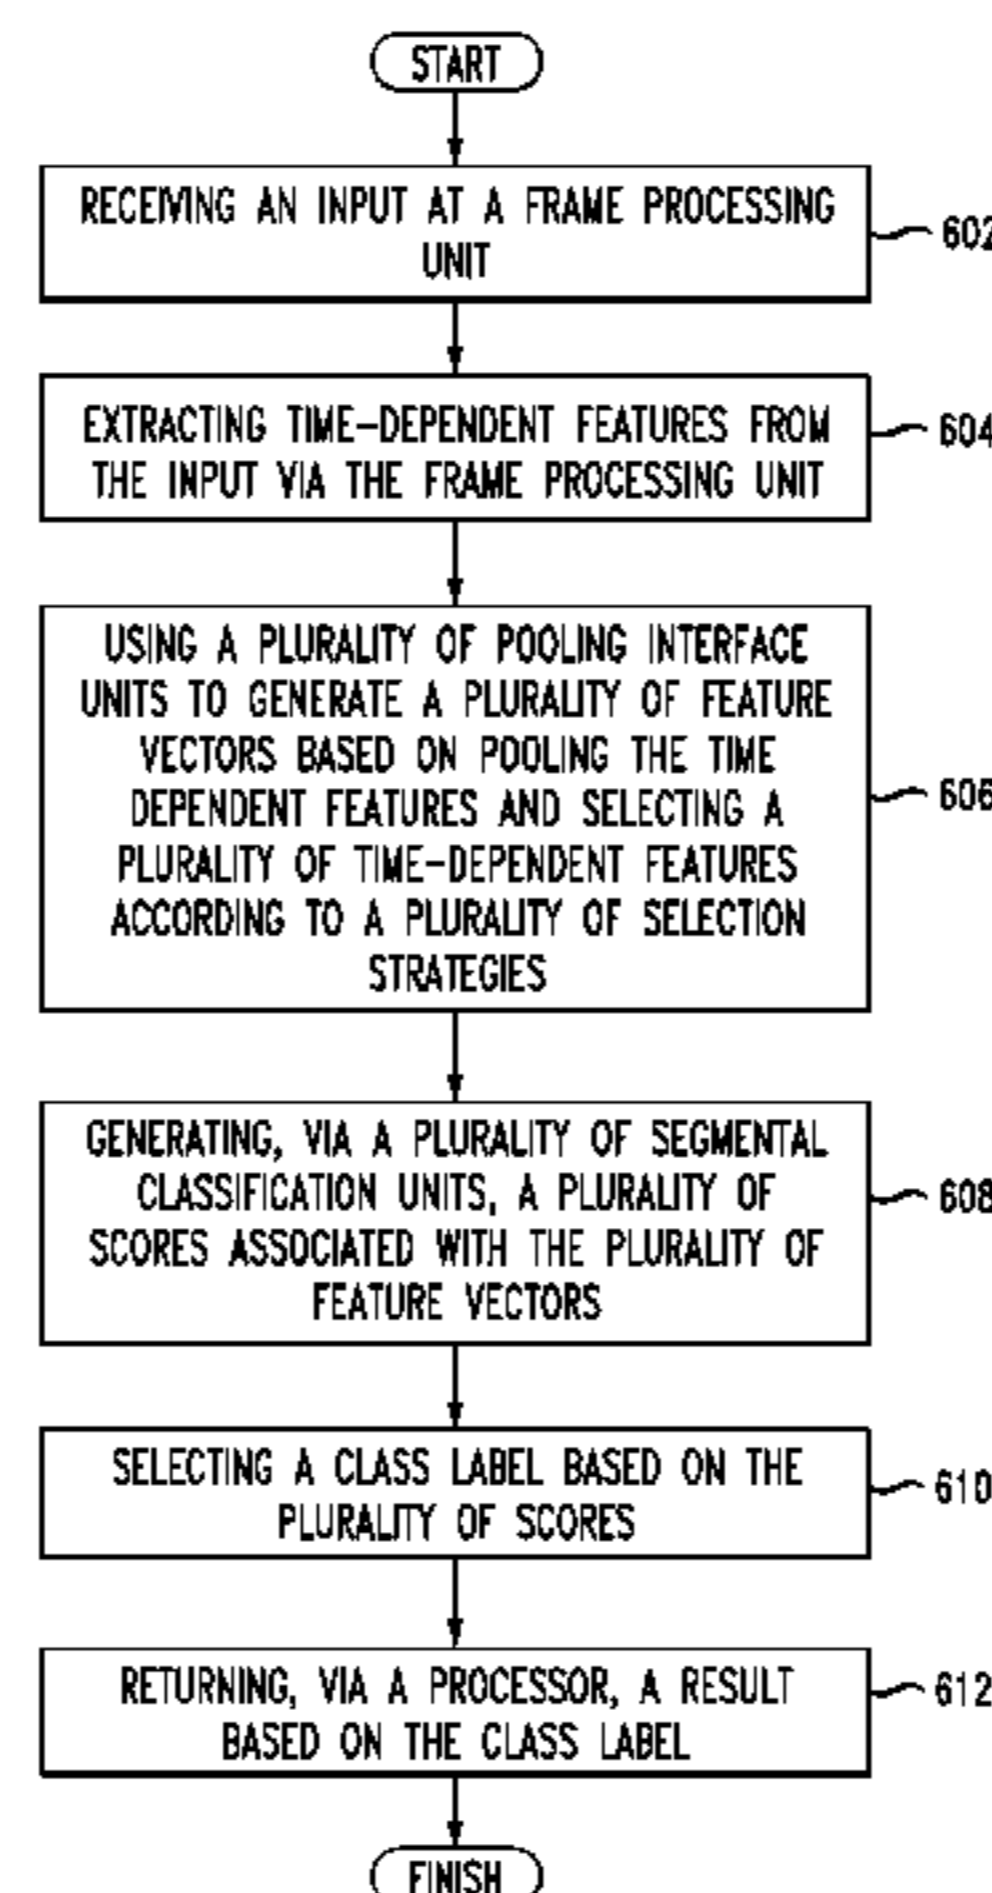 START
RECEIVING AN INPUT AT A FRAME PROCESSING
UNIT
602
EXTRACTING TIME-DEPENDENT FEATURES FROM
THE INPUT VIA THE FRAME PROCESSING UNIT
604
USING A PLURALITY OF POOLING INTERFACE
UNITS TO GENERATE A PLURALITY OF FEATURE
VECTORS BASED ON POOLING THE TIME
DEPENDENT FEATURES AND SELECTING A
PLURALITY OF TIME-DEPENDENT FEATURES
ACCORDING TO A PLURALITY OF SELECTION
STRATEGIES
606
GENERATING, VIA A PLURALITY OF SEGMENTAL
CLASSIFICATION UNITS, A PLURALITY OF
SCORES ASSOCIATED WITH THE PLURALITY OF
FEATURE VECTORS
608
SELECTING A CLASS LABEL BASED ON THE
PLURALITY OF SCORES
610
RETURNING, VIA A PROCESSOR, A RESULT
BASED ON THE CLASS LABEL
612
FINISH